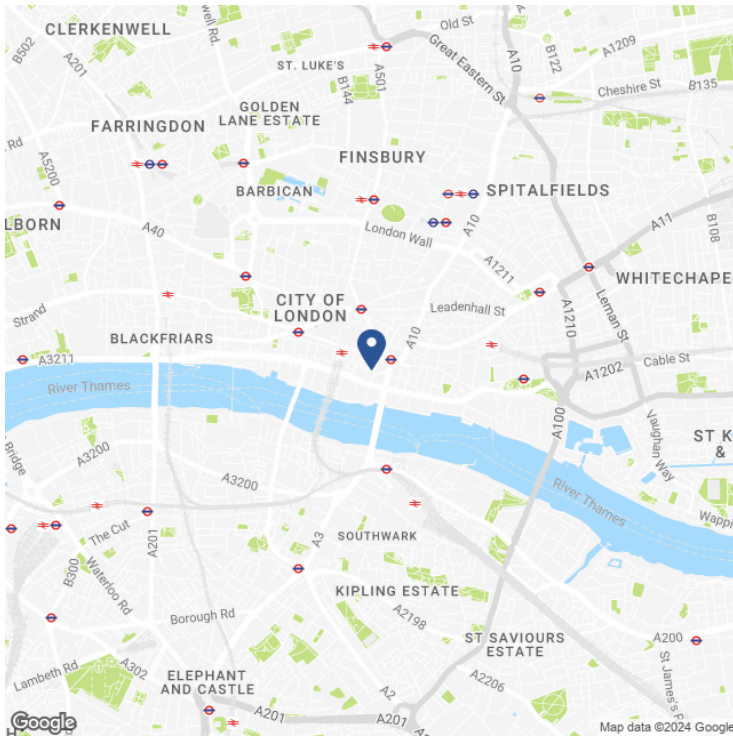 CLERKENWELL
B502
A201
well Rd
Old St
Great Eastern St
A10
B122
A1209
Cheshire St
B135
ST. LUKE'S
B144
A501
GOLDEN
LANE ESTATE
FARRINGDON
Rd
A5200
FINSBURY
BARBICAN
SPITALFIELDS
LBORN
A40
London Wall
A10
A11
B108
A1211
WHITECHAPE
Leadenhall St
CITY OF
LONDON
Strand
A10
A1210
Leman St
BLACKFRIARS
A3211
Cable St
A1202
River Thames
A100
Vaughan Way
ST K
&
Bridge
A3200
A3200
River Thames
Wappi
The Cut
A201
A3
SOUTHWARK
B300
Waterloo Rd
KIPLING ESTATE
Borough Rd
A2198
ST SAVIOURS
ESTATE
A200
Lambeth Rd
A302
ELEPHANT
AND CASTLE
A2
A2206
St James's R
A201
A201
H
Google
Map data ©2024 Google